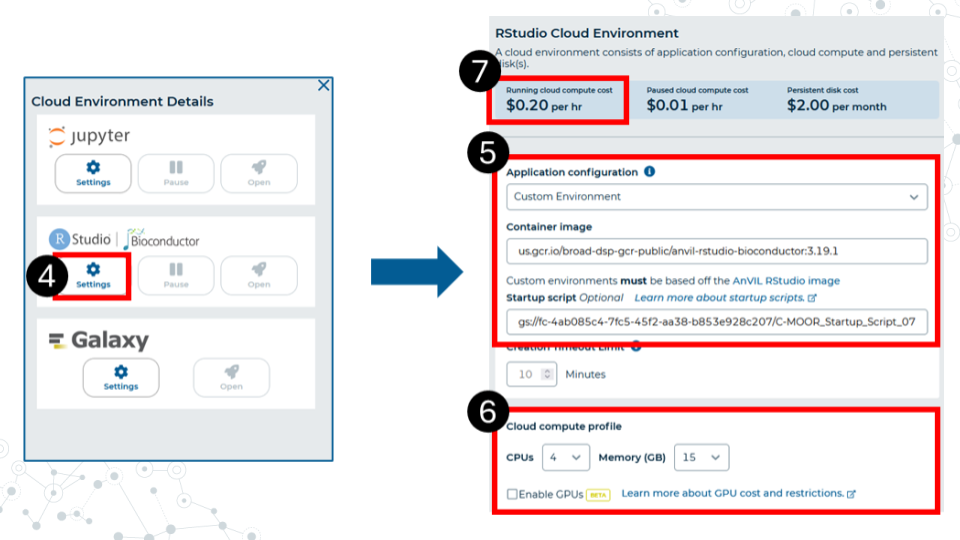 Cloud Environment Details
jupyter
Settings
Pause
Open
R Studio | Bioconductor
4
Settings
Pause
Open
Galaxy
Settings
Open
RStudio Cloud Environment
A cloud environment consists of application configuration, cloud compute and persistent
disk(s).
7
Running cloud compute cost
$0.20 per hr
Paused cloud compute cost
$0.01 per hr
Persistent disk cost
$2.00 per month
5
Application configuration
Custom Environment
Container image
us.gcr.io/broad-dsp-gcr-public/anvil-rstudio-bioconductor:3.19.1
Custom environments must be based off the AnVIL RStudio image
Startup script Optional Learn more about startup scripts.
gs://fc-4ab085c4-7fc5-45f2-aa38-b853e928c207/C-MOOR_Startup_Script_07
Creation Timeout Limit
10 Minutes
6
Cloud compute profile
CPUs 4 Memory (GB) 15
Enable GPUs BETA Learn more about GPU cost and restrictions.